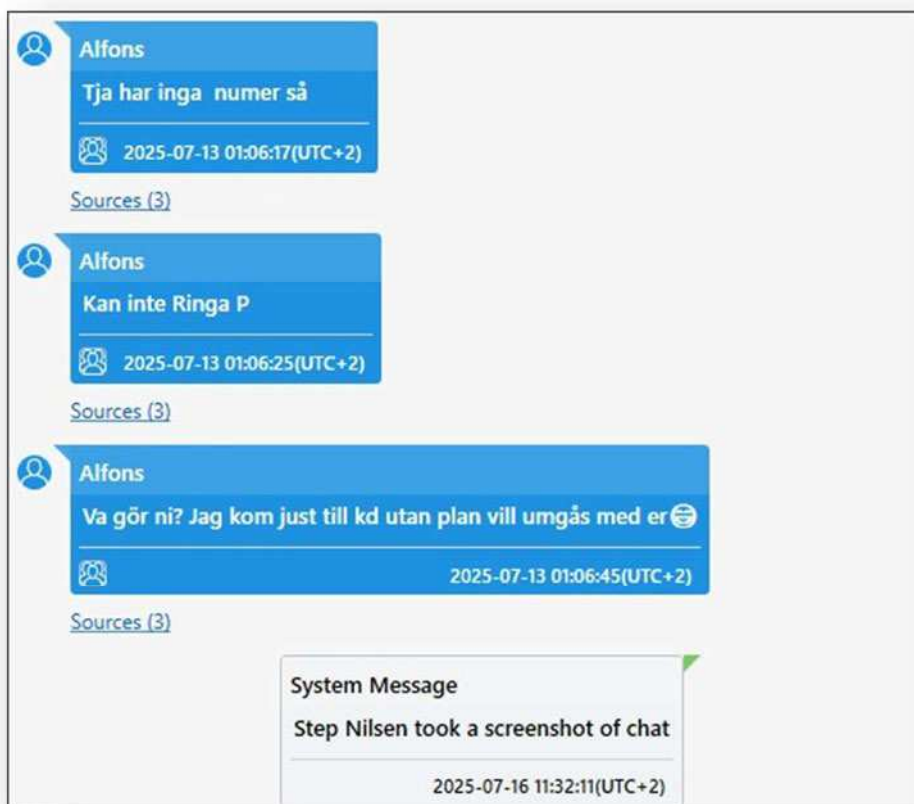 Alfons
Tja har inga  numer så
2025-07-13 01:06:17(UTC+2)
Sources (3)
Alfons
Kan inte Ringa P
2025-07-13 01:06:25(UTC+2)
Sources (3)
Alfons
Va gör ni? Jag kom just till kd utan plan vill umgås med er😄
2025-07-13 01:06:45(UTC+2)
Sources (3)
System Message
Step Nilsen took a screenshot of chat
2025-07-16 11:32:11(UTC+2)